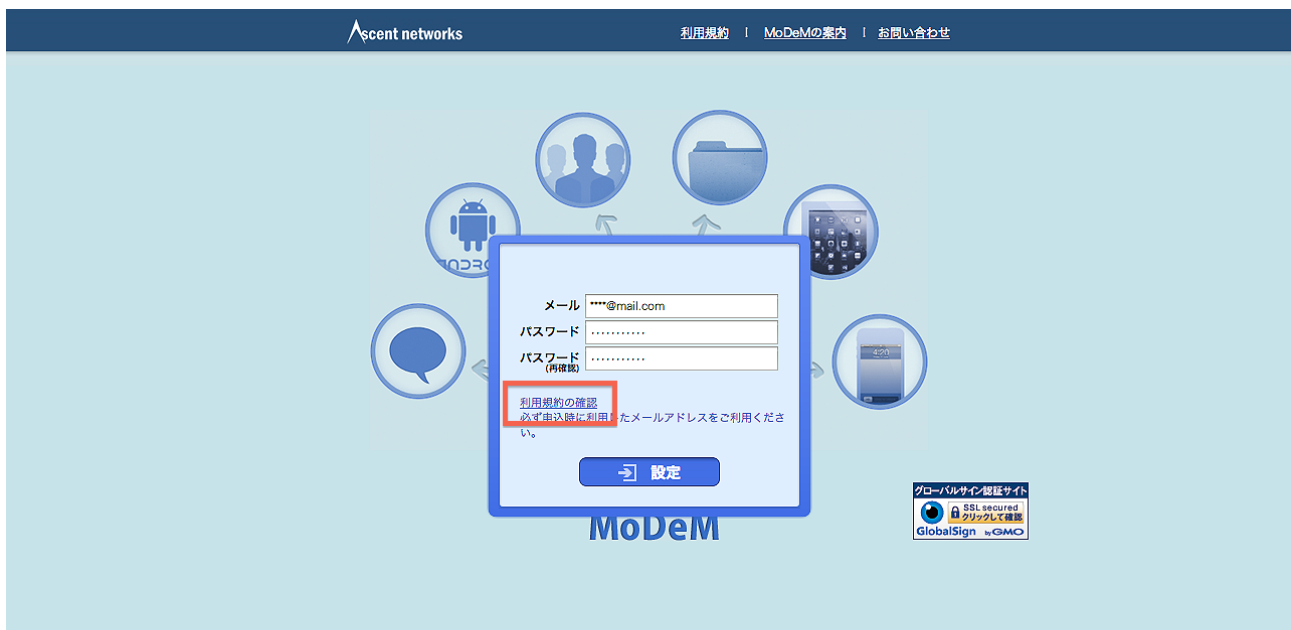 Ascent networks
利用規約 | MoDeMの案内 | お問い合わせ
4:20
メール ****@mail.com
パスワード ···········
パスワード ···········
(再確認)
利用規約の確認
必ず申込時に利用したメールアドレスをご利用くださ
い。
設定
MoDeM
グローバルサイン認証サイト
SSL secured
クリックして確認
GlobalSign by GMO